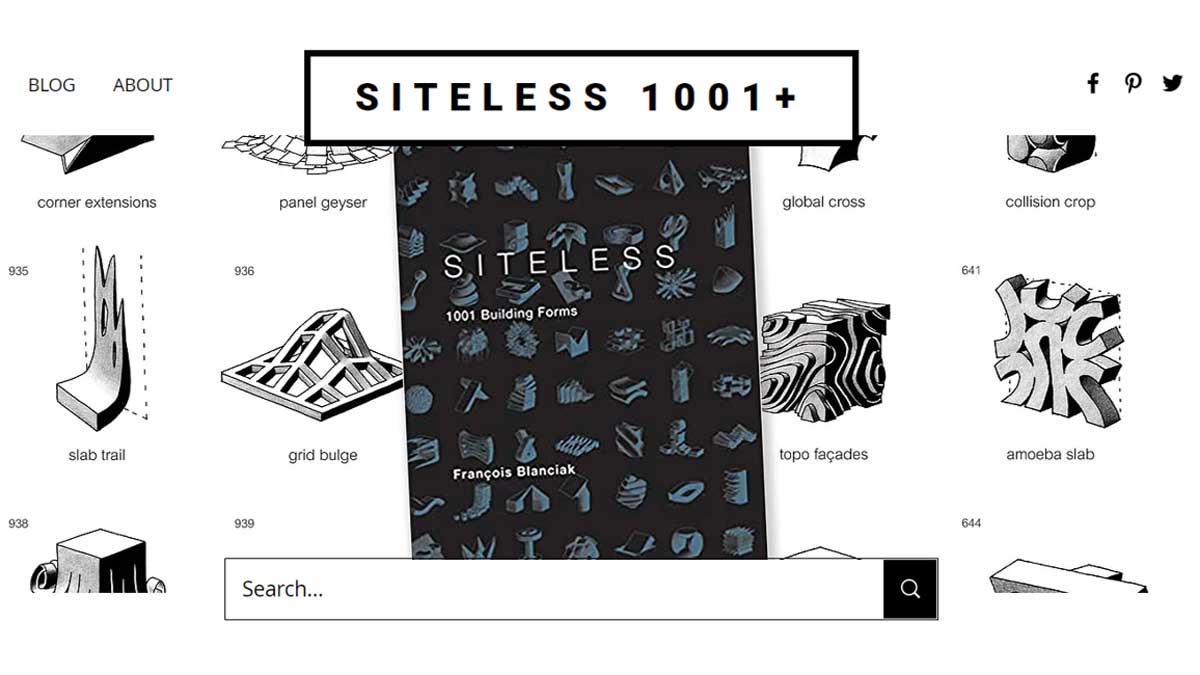 BLOG
ABOUT
SITELESS 1001+
corner extensions
panel geyser
global cross
collision crop
935
936
641
SITELESS
1001 Building Forms
slab trail
grid bulge
topo façades
amoeba slab
François Blanciak
938
939
644
Search...